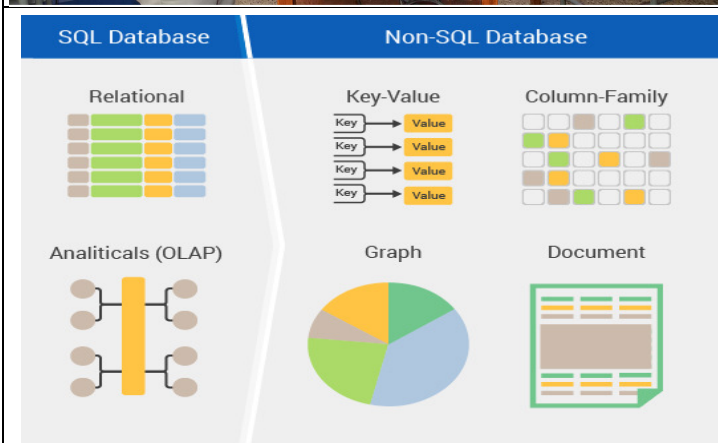 SQL Database
Non-SQL Database
Relational
Key-Value
Column-Family
Key
Value
Key
Value
Key
Value
Key
Value
Analiticals (OLAP)
Graph
Document